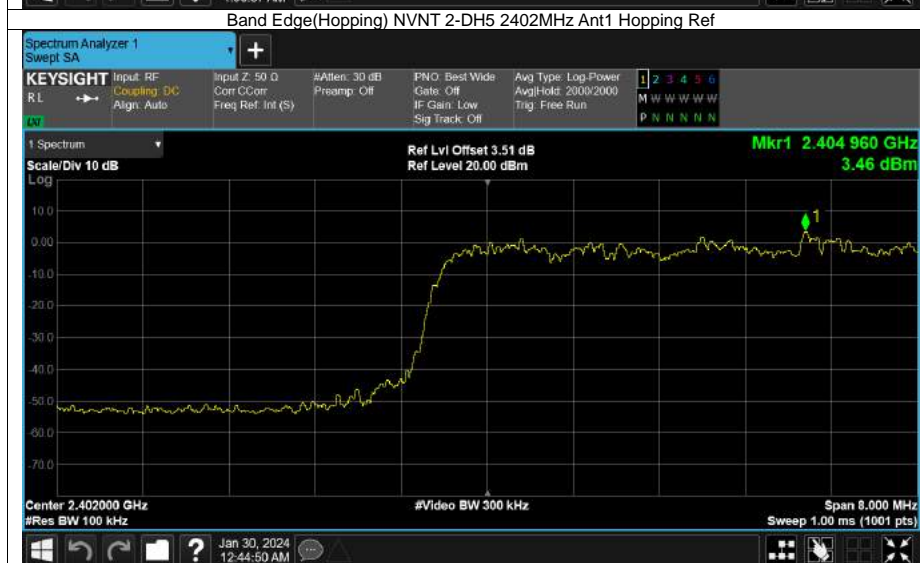 Band Edge(Hopping) NVNT 2-DH5 2402MHz Ant1 Hopping Ref
Spectrum Analyzer 1
Swept SA
+
KEYSIGHT Input: RF Input Z: 50 Ω #Atten: 30 dB PNO: Best Wide Avg Type: Log-Power 1 2 3 4 5 6
RL Coupling: DC Corr CCorr Preamp: Off Gate: Off Avg|Hold: 2000/2000 M W W W W W
Align: Auto Freq Ref: Int (S) IF Gain: Low Trig: Free Run
LXI Sig Track: Off P N N N N N
1 Spectrum Ref Lvl Offset 3.51 dB Mkr1 2.404 960 GHz
Scale/Div 10 dB Ref Level 20.00 dBm 3.46 dBm
Log
10.0
1
0.00
-10.0
-20.0
-30.0
-40.0
-50.0
-60.0
-70.0
Center 2.402000 GHz #Video BW 300 kHz Span 8.000 MHz
#Res BW 100 kHz Sweep 1.00 ms (1001 pts)
? Jan 30, 2024
12:44:50 AM